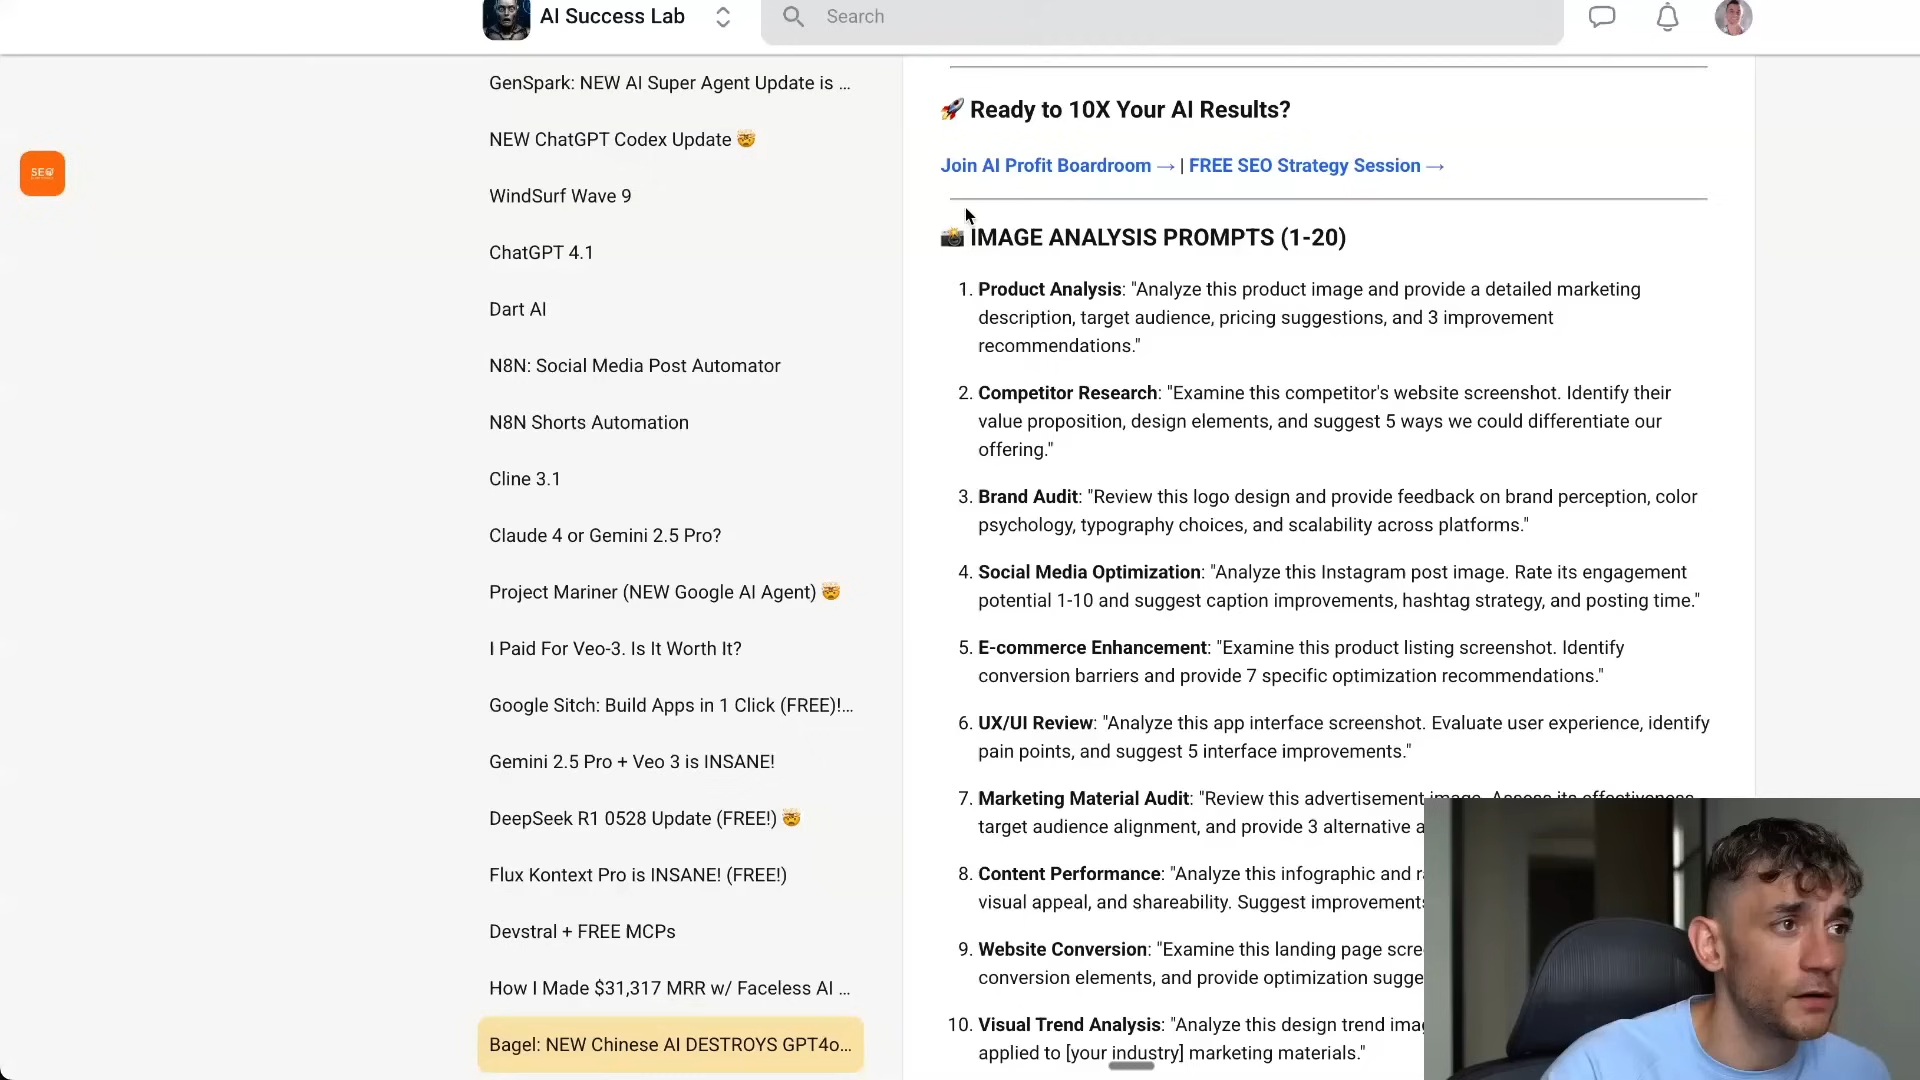 AI Success Lab
Search
SEO
GenSpark: NEW AI Super Agent Update is ...
NEW ChatGPT Codex Update 🤯
WindSurf Wave 9
ChatGPT 4.1
Dart AI
N8N: Social Media Post Automator
N8N Shorts Automation
Cline 3.1
Claude 4 or Gemini 2.5 Pro?
Project Mariner (NEW Google AI Agent) 🤯
I Paid For Veo-3. Is It Worth It?
Google Sitch: Build Apps in 1 Click (FREE)!...
Gemini 2.5 Pro + Veo 3 is INSANE!
DeepSeek R1 0528 Update (FREE!) 🤯
Flux Kontext Pro is INSANE! (FREE!)
Devstral + FREE MCPs
How I Made $31,317 MRR w/ Faceless AI ...
Bagel: NEW Chinese AI DESTROYS GPT4o...
🚀 Ready to 10X Your AI Results?
Join AI Profit Boardroom → | FREE SEO Strategy Session →
📸 IMAGE ANALYSIS PROMPTS (1-20)
1. Product Analysis: "Analyze this product image and provide a detailed marketing
description, target audience, pricing suggestions, and 3 improvement
recommendations."
2. Competitor Research: "Examine this competitor's website screenshot. Identify their
value proposition, design elements, and suggest 5 ways we could differentiate our
offering."
3. Brand Audit: "Review this logo design and provide feedback on brand perception, color
psychology, typography choices, and scalability across platforms."
4. Social Media Optimization: "Analyze this Instagram post image. Rate its engagement
potential 1-10 and suggest caption improvements, hashtag strategy, and posting time."
5. E-commerce Enhancement: "Examine this product listing screenshot. Identify
conversion barriers and provide 7 specific optimization recommendations."
6. UX/UI Review: "Analyze this app interface screenshot. Evaluate user experience, identify
pain points, and suggest 5 interface improvements."
7. Marketing Material Audit: "Review this advertisement image. Assess its effectiveness,
target audience alignment, and provide 3 alternative a
8. Content Performance: "Analyze this infographic and r
visual appeal, and shareability. Suggest improvements
9. Website Conversion: "Examine this landing page scre
conversion elements, and provide optimization sugge
10. Visual Trend Analysis: "Analyze this design trend ima
applied to [your industry] marketing materials."